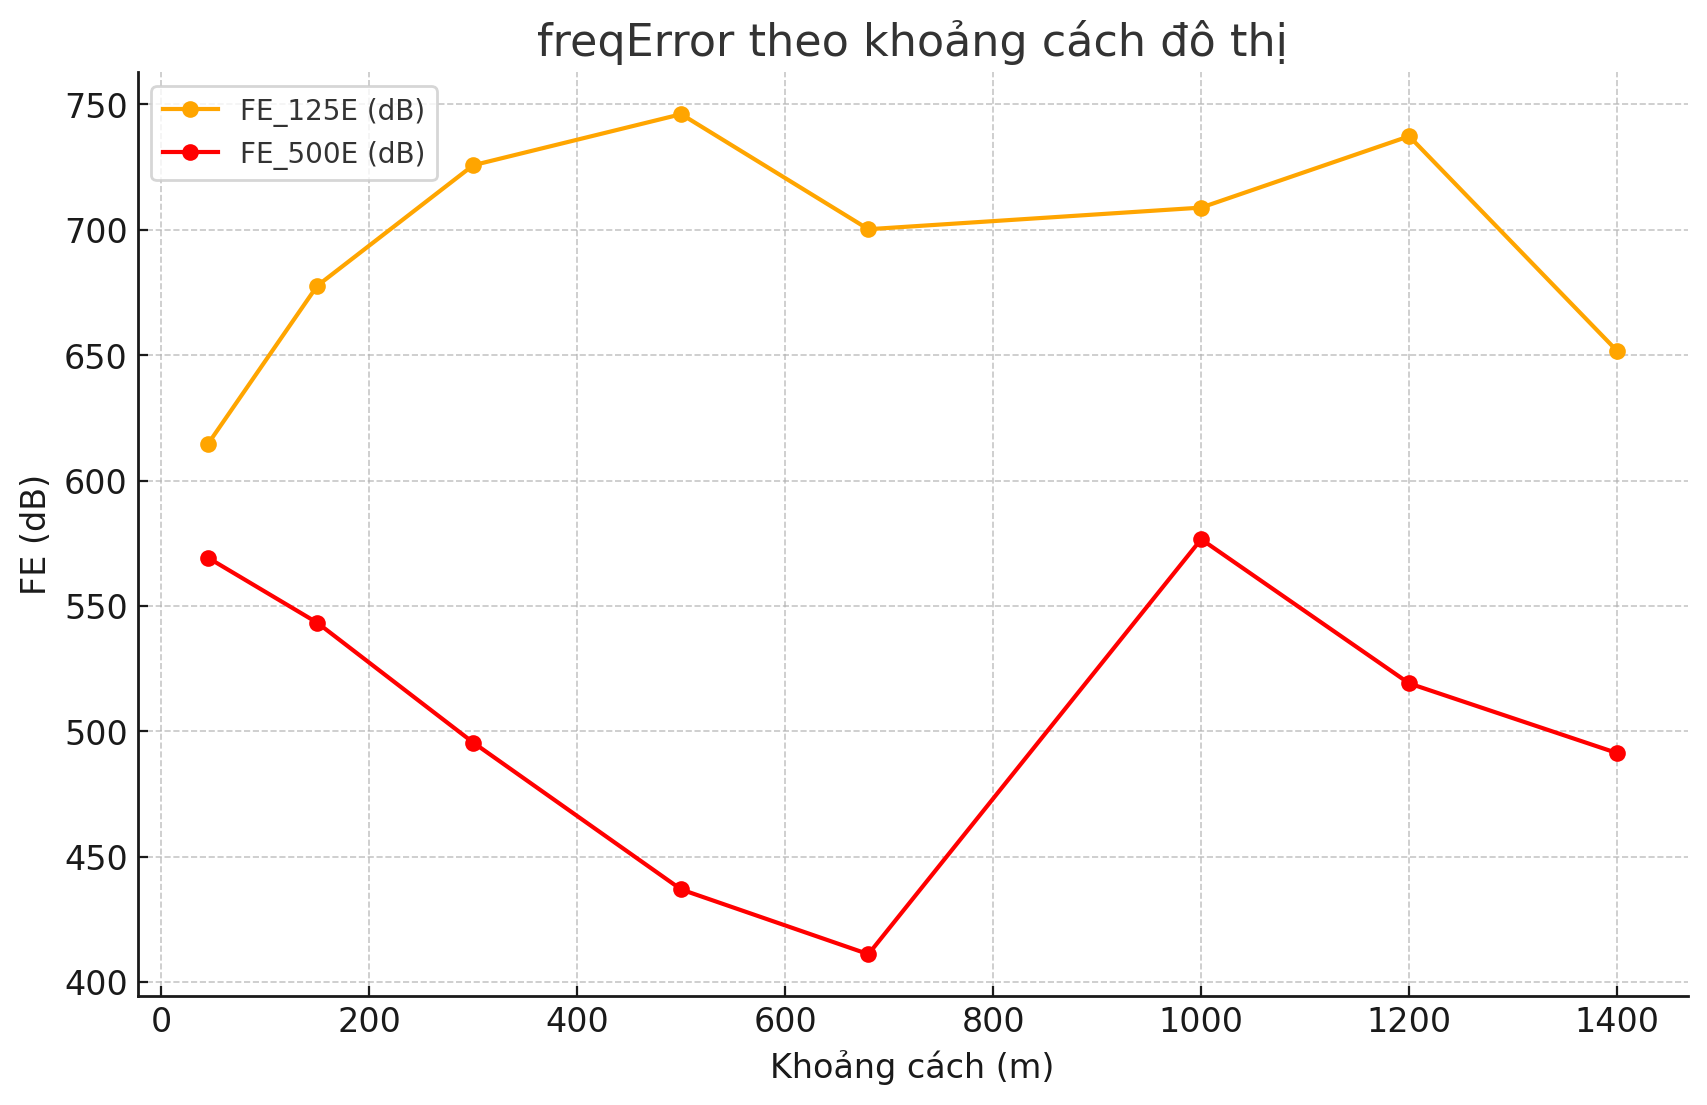 freqError theo khoảng cách đô thị
FE_125E (dB)
FE_500E (dB)
FE (dB)
750
700
650
600
550
500
450
400
0 200 400 600 800 1000 1200 1400
Khoảng cách (m)